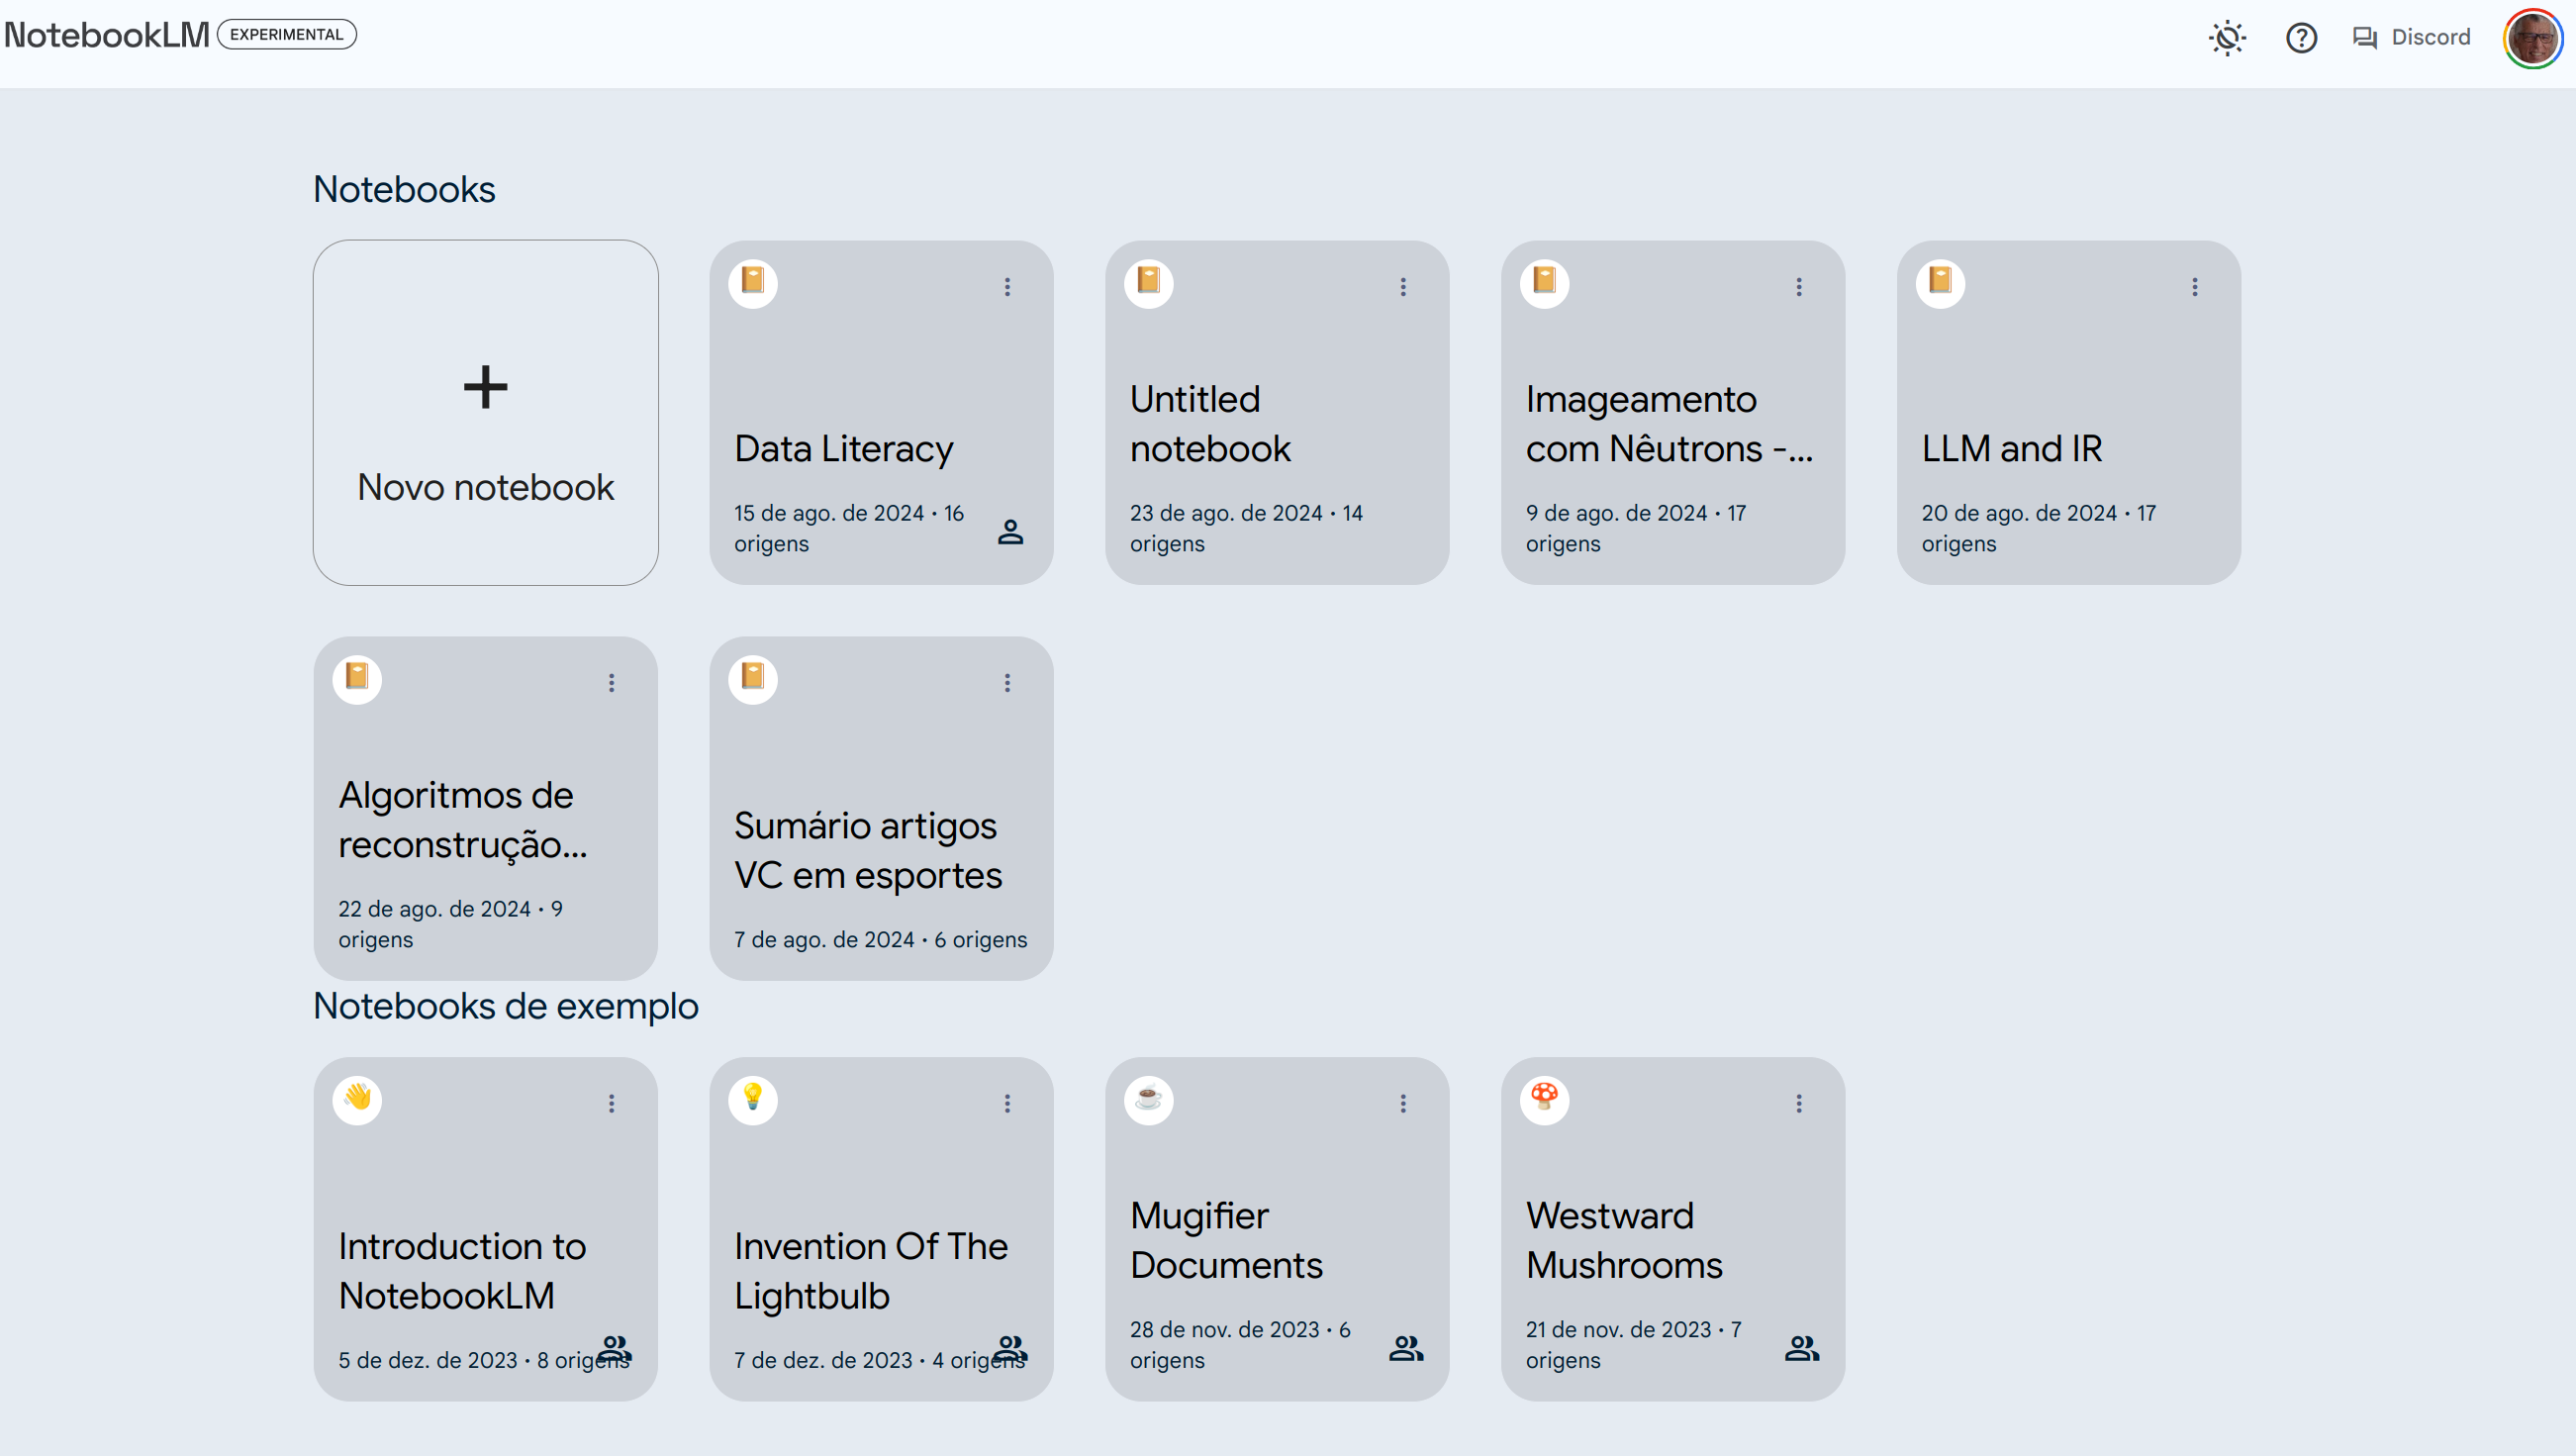 NotebookLM EXPERIMENTAL
Discord
Notebooks
Novo notebook
Data Literacy
15 de ago. de 2024 • 16
origens
Untitled
notebook
23 de ago. de 2024 • 14
origens
Imageamento
com Nêutrons -...
9 de ago. de 2024 • 17
origens
LLM and IR
20 de ago. de 2024 • 17
origens
Algoritmos de
reconstrução...
22 de ago. de 2024 • 9
origens
Sumário artigos
VC em esportes
7 de ago. de 2024 • 6 origens
Notebooks de exemplo
Introduction to
NotebookLM
5 de dez. de 2023 • 8 origens
Invention Of The
Lightbulb
7 de dez. de 2023 • 4 origens
Mugifier
Documents
28 de nov. de 2023 • 6
origens
Westward
Mushrooms
21 de nov. de 2023 • 7
origens